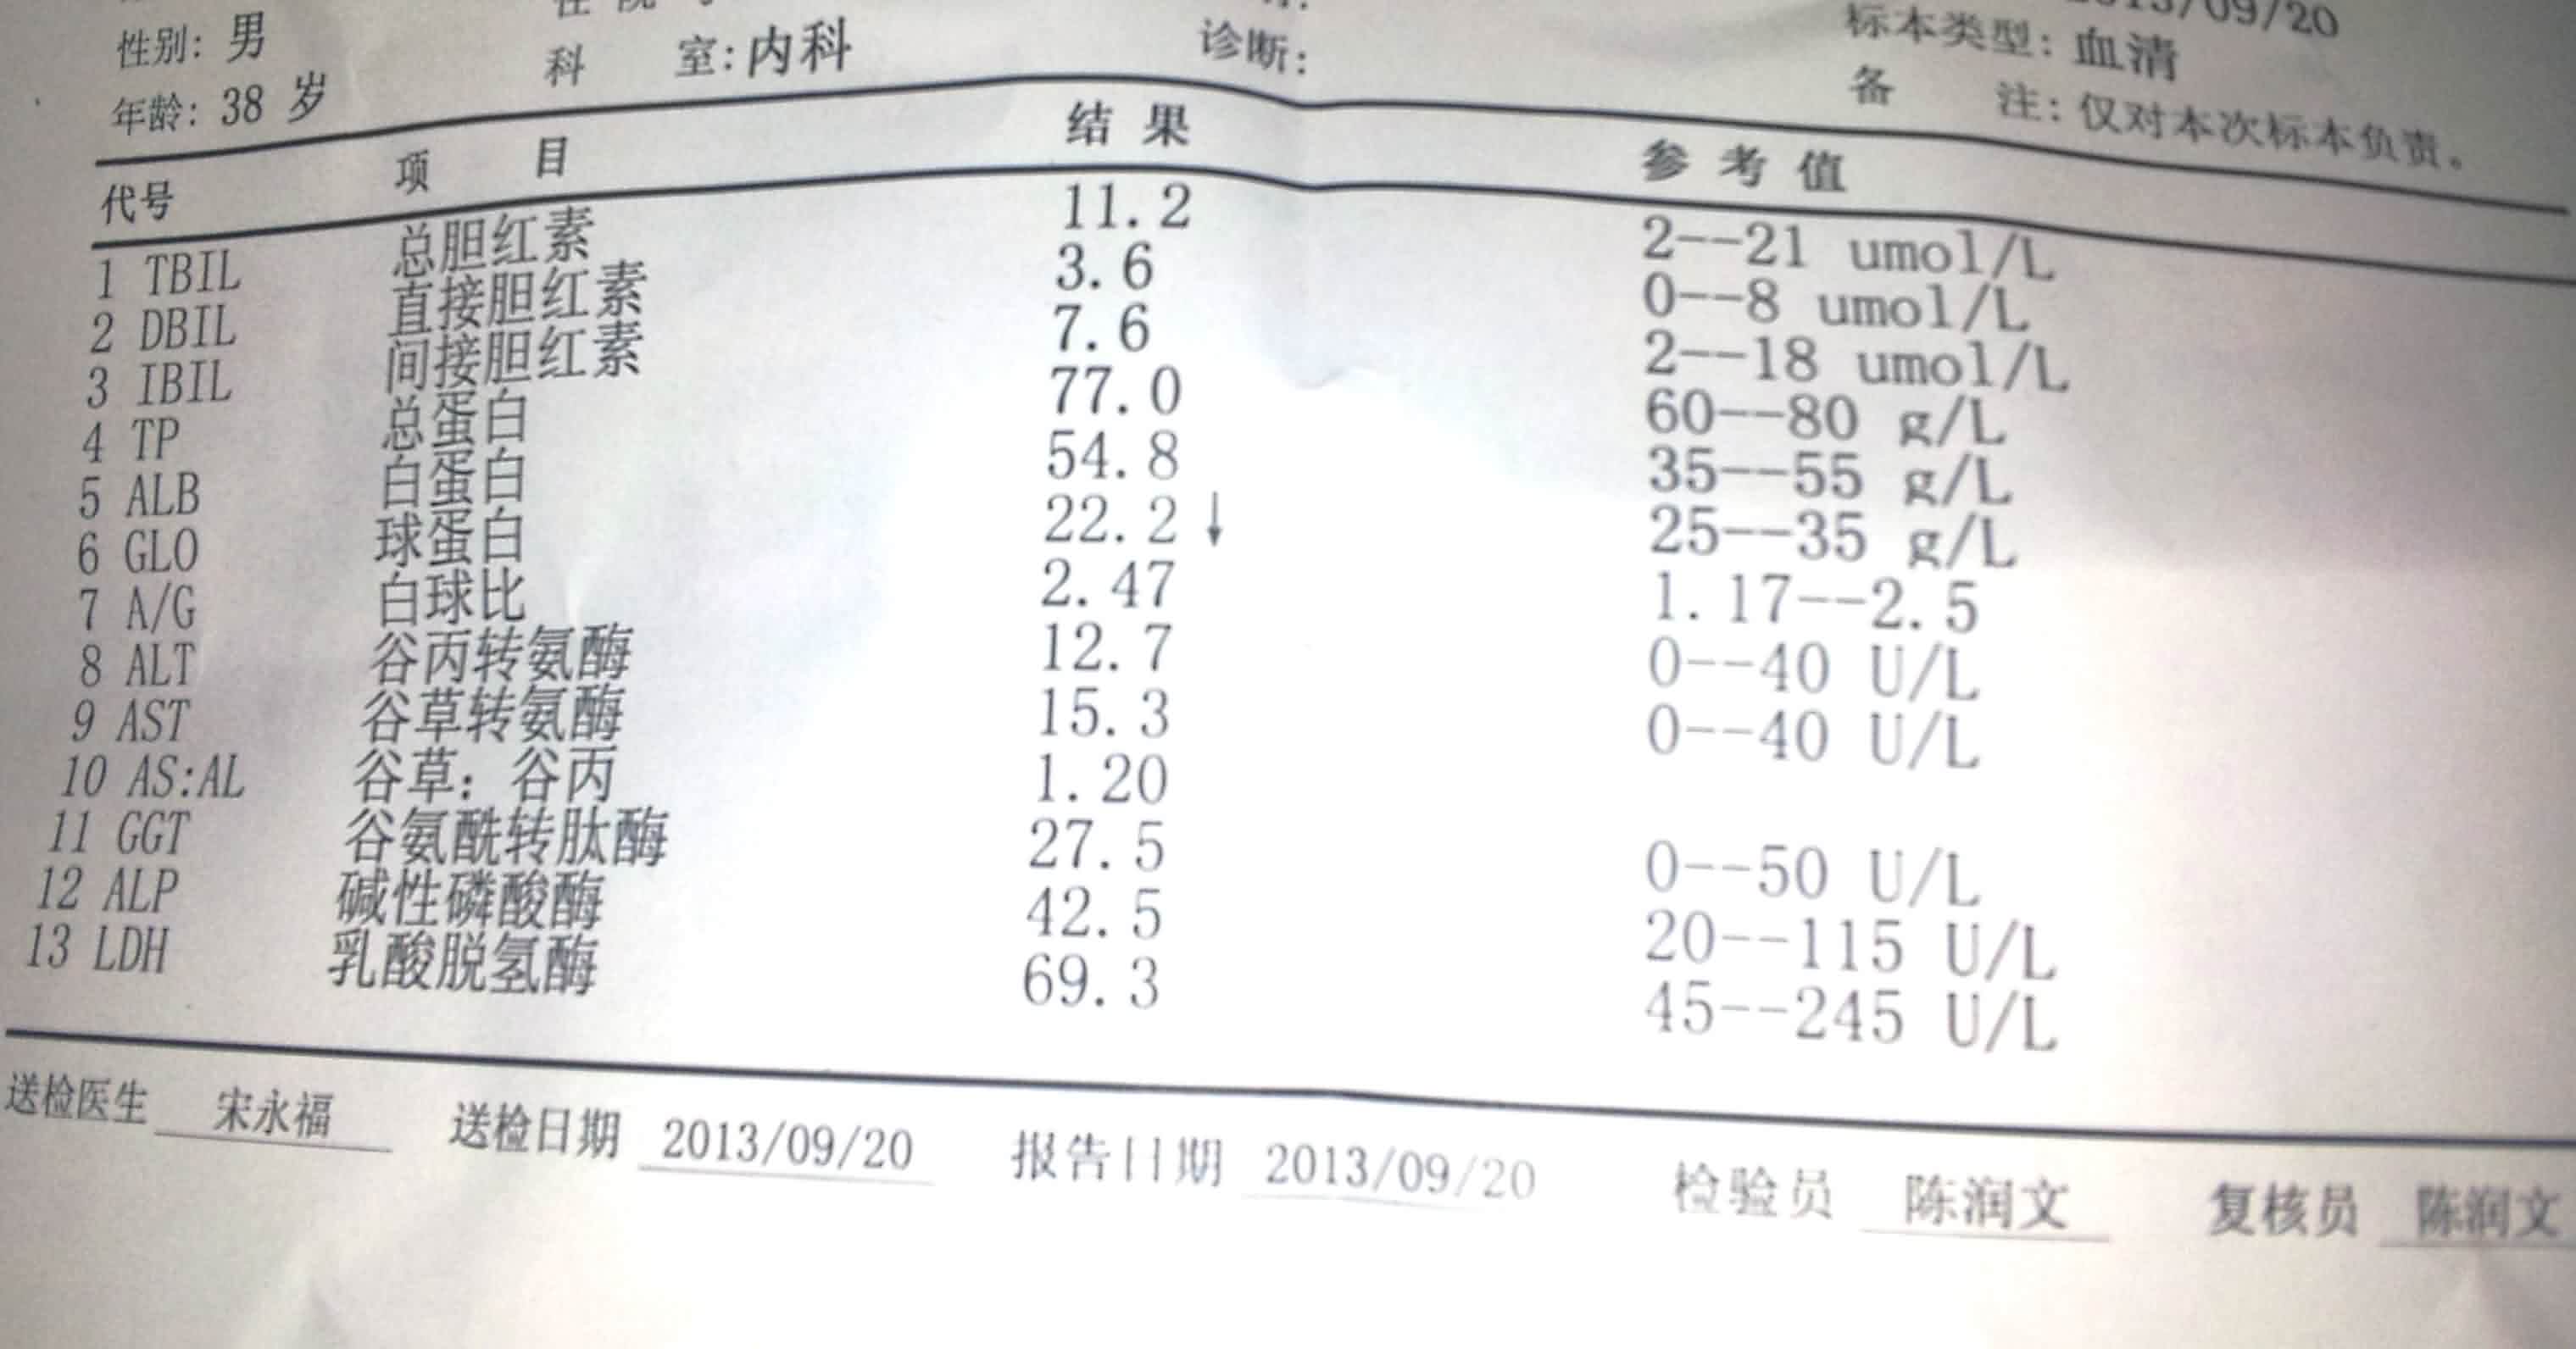 2013/09/20
性别: 男 科 室: 内科 诊断: 标本类型: 血清
年龄: 38 岁 备 注: 仅对本次标本负责。
代号 项 目 结 果 参 考 值
1 TBIL 总胆红素 11.2 2--21 umol/L
2 DBIL 直接胆红素 3.6 0--8 umol/L
3 IBIL 间接胆红素 7.6 2--18 umol/L
4 TP 总蛋白 77.0 60--80 g/L
5 ALB 白蛋白 54.8 35--55 g/L
6 GLO 球蛋白 22.2↓ 25--35 g/L
7 A/G 白球比 2.47 1.17--2.5
8 ALT 谷丙转氨酶 12.7 0--40 U/L
9 AST 谷草转氨酶 15.3 0--40 U/L
10 AS:AL 谷草: 谷丙 1.20
11 GGT 谷氨酰转肽酶 27.5 0--50 U/L
12 ALP 碱性磷酸酶 42.5 20--115 U/L
13 LDH 乳酸脱氢酶 69.3 45--245 U/L
送检医生 宋永福 送检日期 2013/09/20 报告日期 2013/09/20 检验员 陈润文 复核员 陈润文